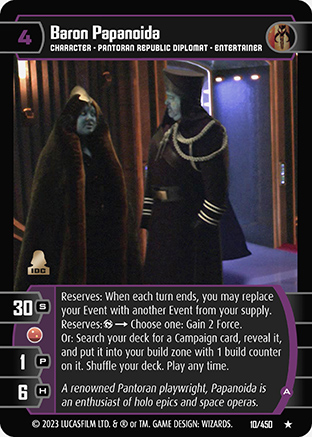 4
Baron Papanoida
CHARACTER • PANTORAN REPUBLIC DIPLOMAT • ENTERTAINER
IDC
30 S
1 P
6 H
Reserves: When each turn ends, you may replace
your Event with another Event from your supply.
Reserves: → Choose one: Gain 2 Force.
Or: Search your deck for a Campaign card, reveal it,
and put it into your build zone with 1 build counter
on it. Shuffle your deck. Play any time.
A renowned Pantoran playwright, Papanoida is
an enthusiast of holo epics and space operas.
A
© 2023 LUCASFILM LTD. & ® or TM. GAME DESIGN: WIZARDS. 10/450 ★